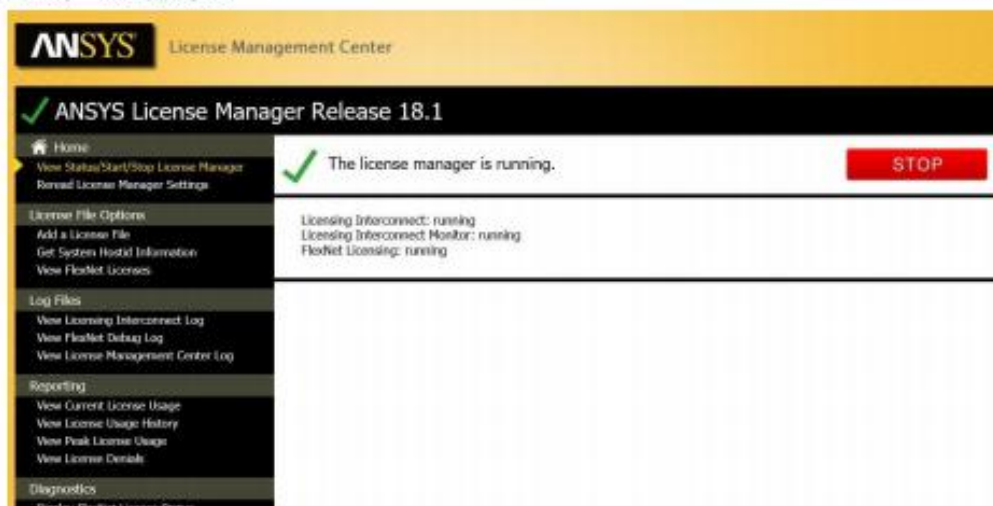 ANSYS License Management Center
ANSYS License Manager Release 18.1
Home
View Status/Start/Stop License Manager
Reread License Manager Settings
License File Options
Add a License File
Get System Hostid Information
View FlexNet Licenses
Log Files
View Licensing Interconnect Log
View FlexNet Debug Log
View License Management Center Log
Reporting
View Current License Usage
View License Usage History
View Peak License Usage
View License Denials
Diagnostics
The license manager is running.
STOP
Licensing Interconnect: running
Licensing Interconnect Monitor: running
FlexNet Licensing: running